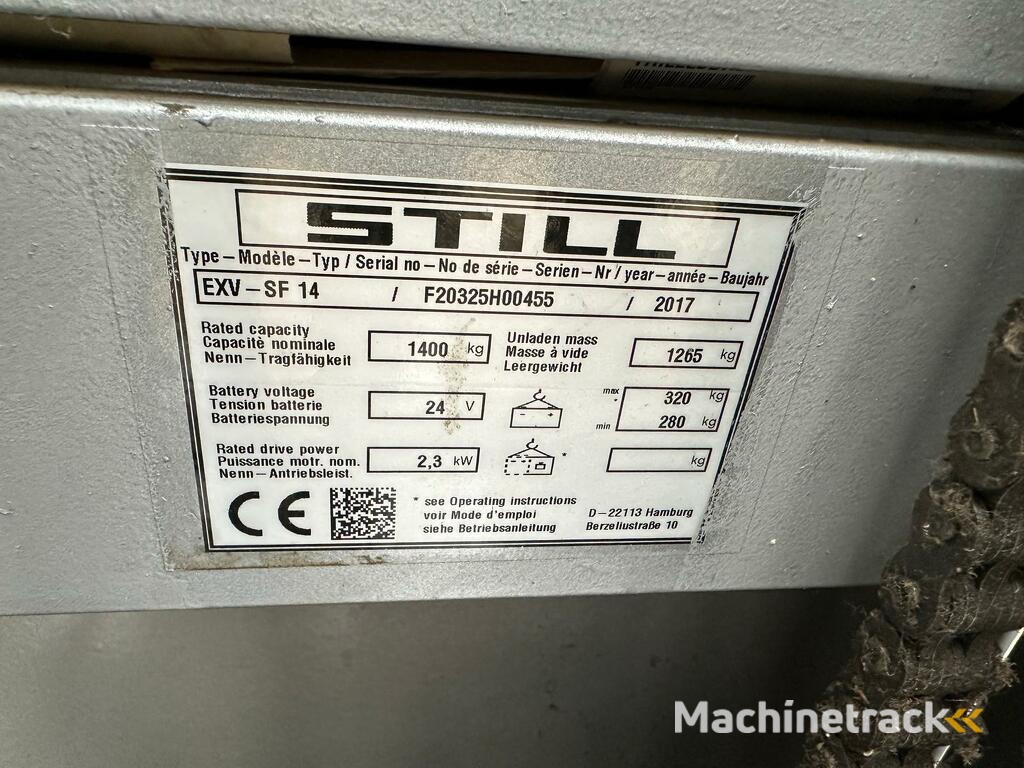 STILL
Type – Modèle – Typ / Serial no – No de série – Serien – Nr / year – année – Baujahr
EXV – SF 14 / F20325H00455 / 2017
Rated capacity
Capacitè nominale
Nenn – Tragfähigkeit
1400 kg
Unladen mass
Masse à vide
Leergewicht
1265 kg
Battery voltage
Tension batterie
Batteriespannung
24 V
max 320 kg
*
min 280 kg
Rated drive power
Puissance motr. nom.
Nenn – Antriebsleist.
2,3 kW
*
kg
CE
* see Operating instructions
voir Mode d'emploi
siehe Betriebsanleitung
D – 22113 Hamburg
Berzeliustraße 10
Machinetrack